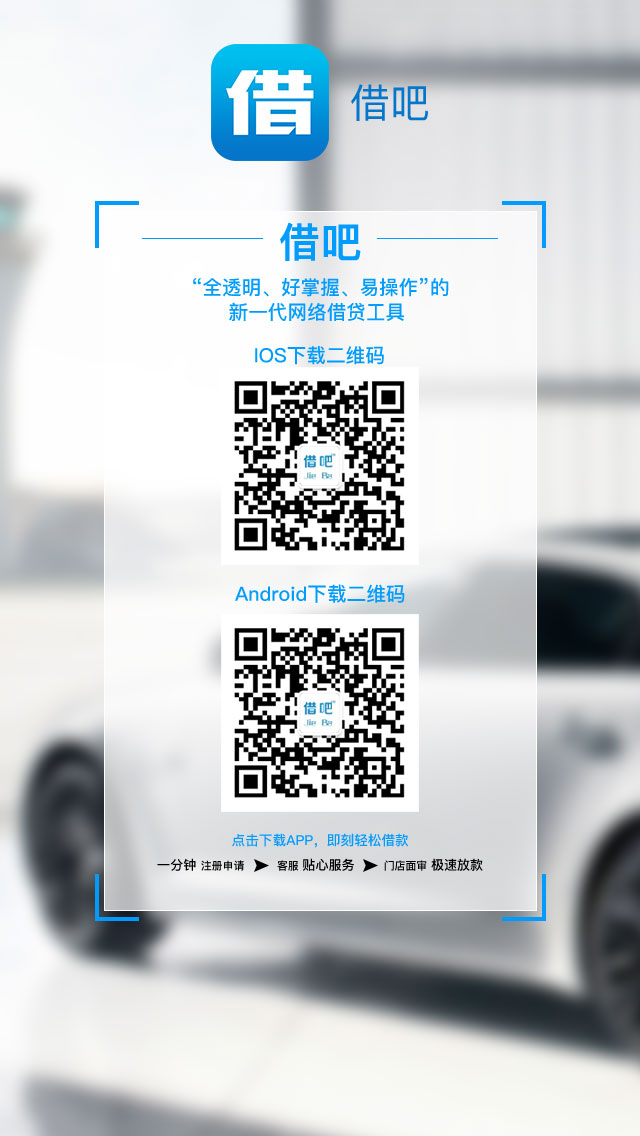 借
借吧
借吧
“全透明、好掌握、易操作”的
新一代网络借贷工具
IOS下载二维码
借吧
Jie Ba
Android下载二维码
借吧
Jie Ba
点击下载APP，即刻轻松借款
一分钟 注册申请 ➤ 客服 贴心服务 ➤ 门店面审 极速放款